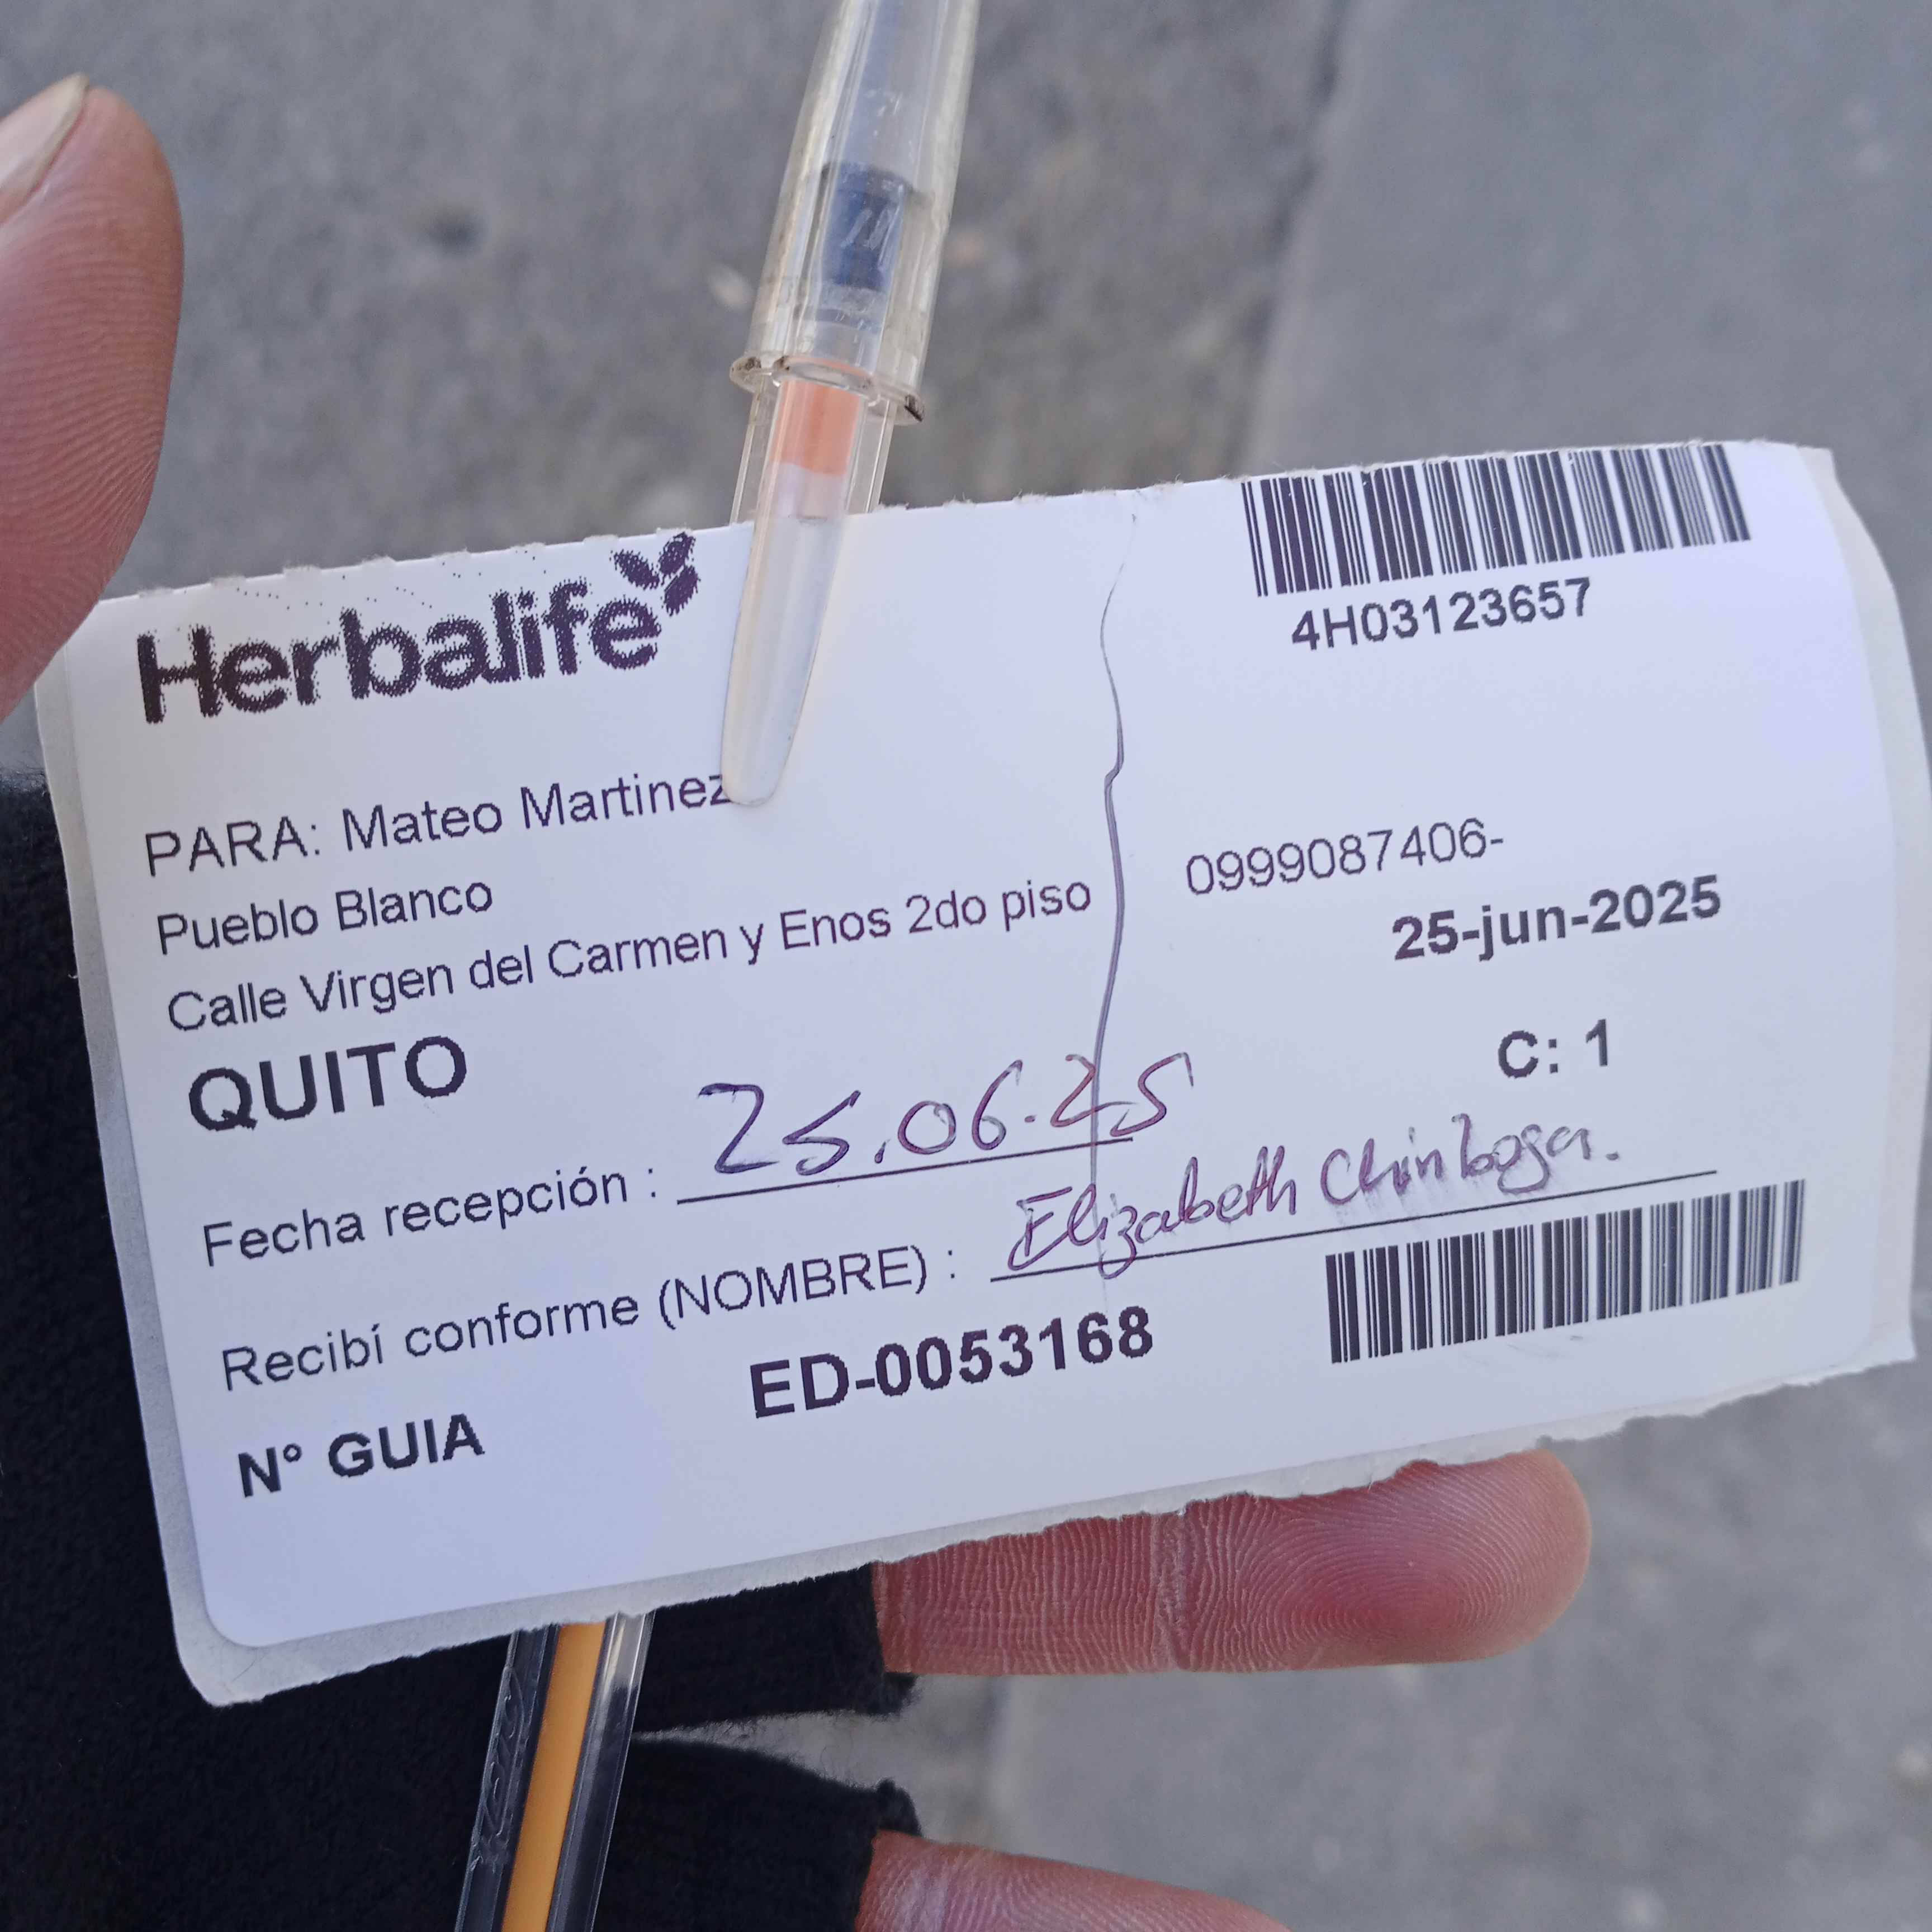 Herbalife
4H03123657
PARA: Mateo Martinez
Pueblo Blanco
0999087406-
Calle Virgen del Carmen y Enos 2do piso
25-jun-2025
QUITO
C: 1
Fecha recepción : 25.06.25
Recibí conforme (NOMBRE) : Elizabeth Chiriboga.
N° GUIA ED-0053168